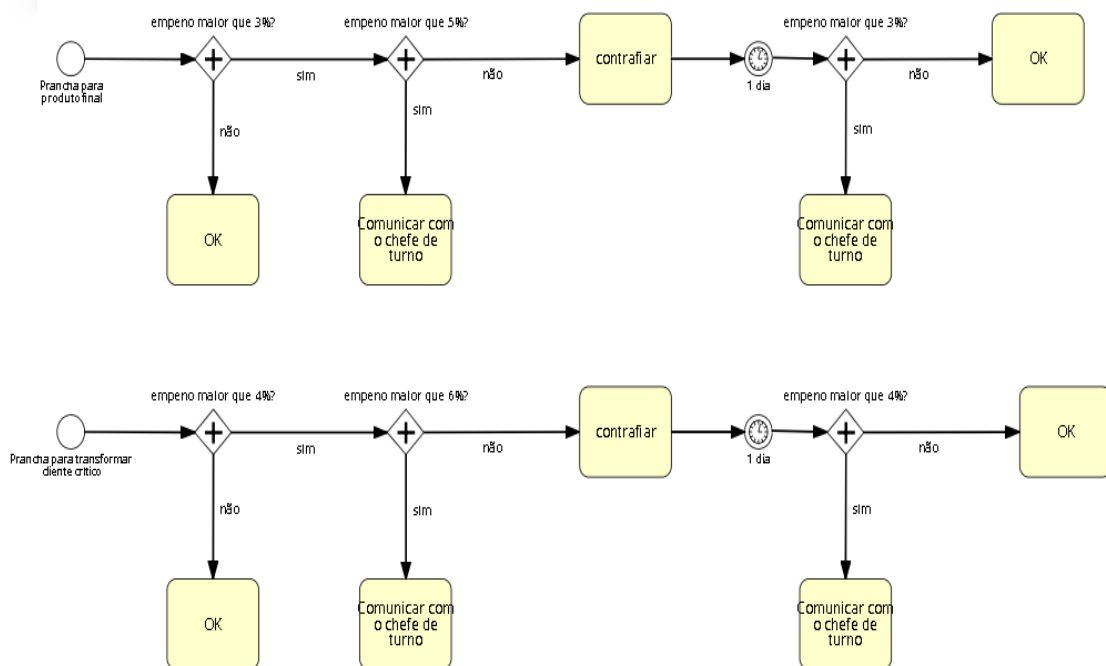 empeno maior que 3%?
empeno maior que 5%?
empeno maior que 3%?
Prancha para
produto final
sim
não
contrafiar
1 dia
não
OK
não
sim
sim
OK
Comunicar com
o chefe de
turno
Comunicar com
o chefe de
turno
empeno maior que 4%?
empeno maior que 6%?
empeno maior que 4%?
Prancha para transformar
cliente crítico
sim
não
contrafiar
1 dia
não
OK
não
sim
sim
OK
Comunicar com
o chefe de
turno
Comunicar com
o chefe de
turno